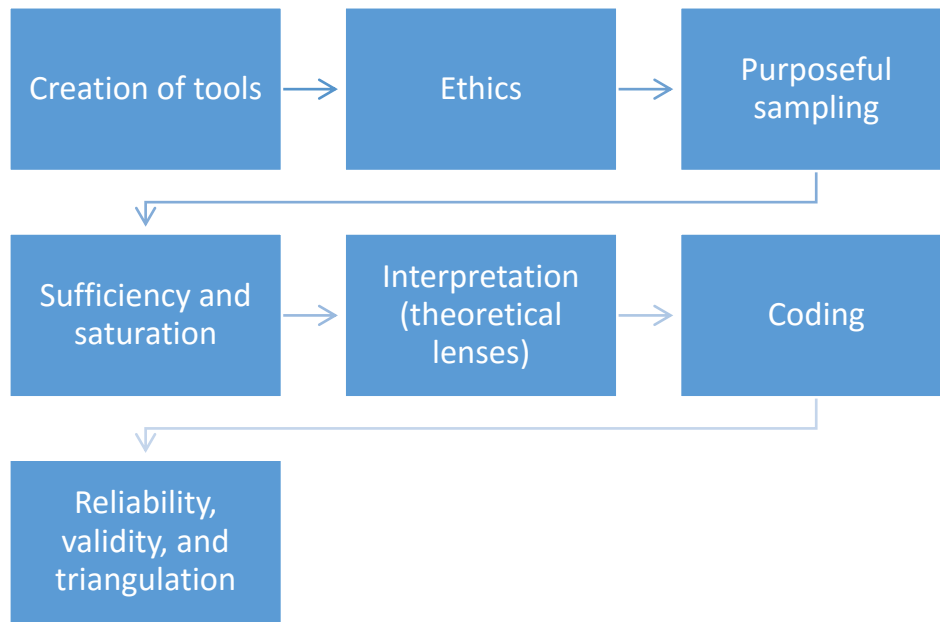 Creation of tools
Ethics
Purposeful
sampling
Sufficiency and
saturation
Interpretation
(theoretical
lenses)
Coding
Reliability,
validity, and
triangulation